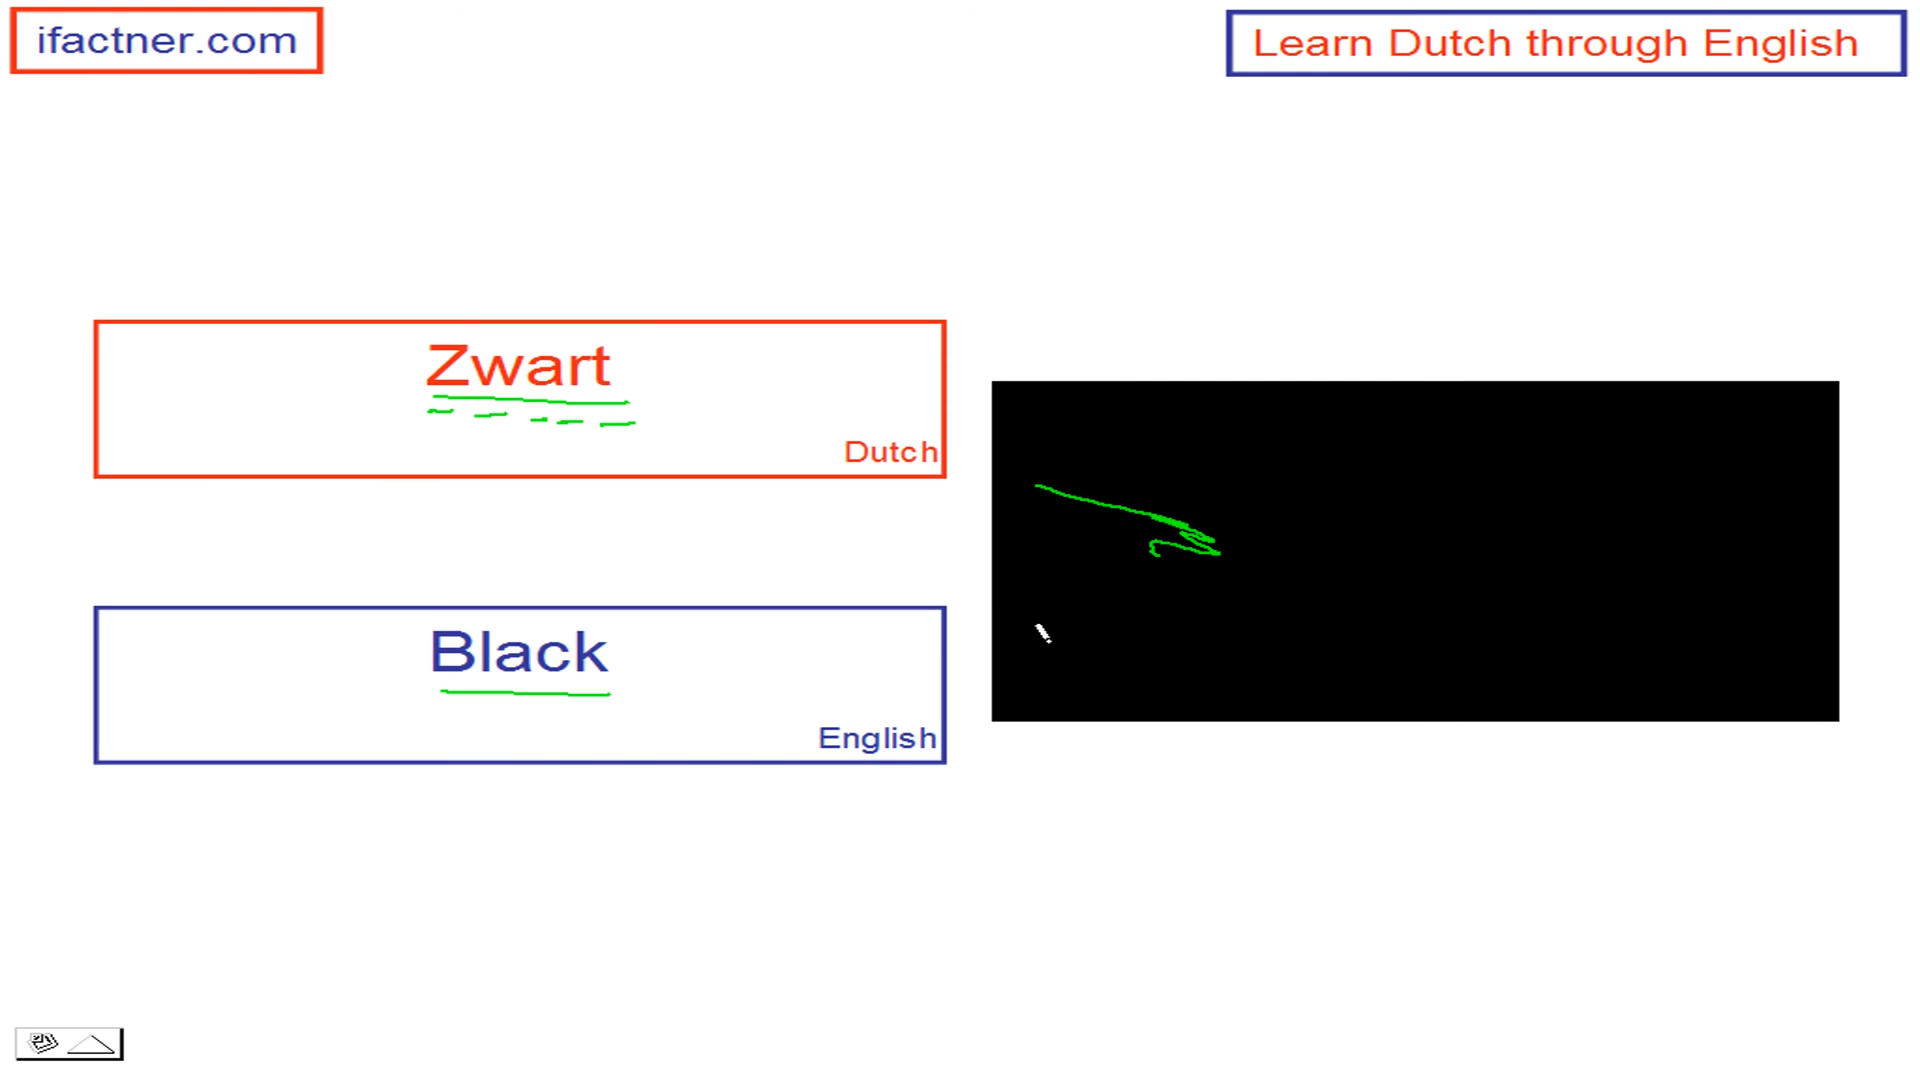 ifactner.com
Learn Dutch through English
Zwart
Dutch
Black
English